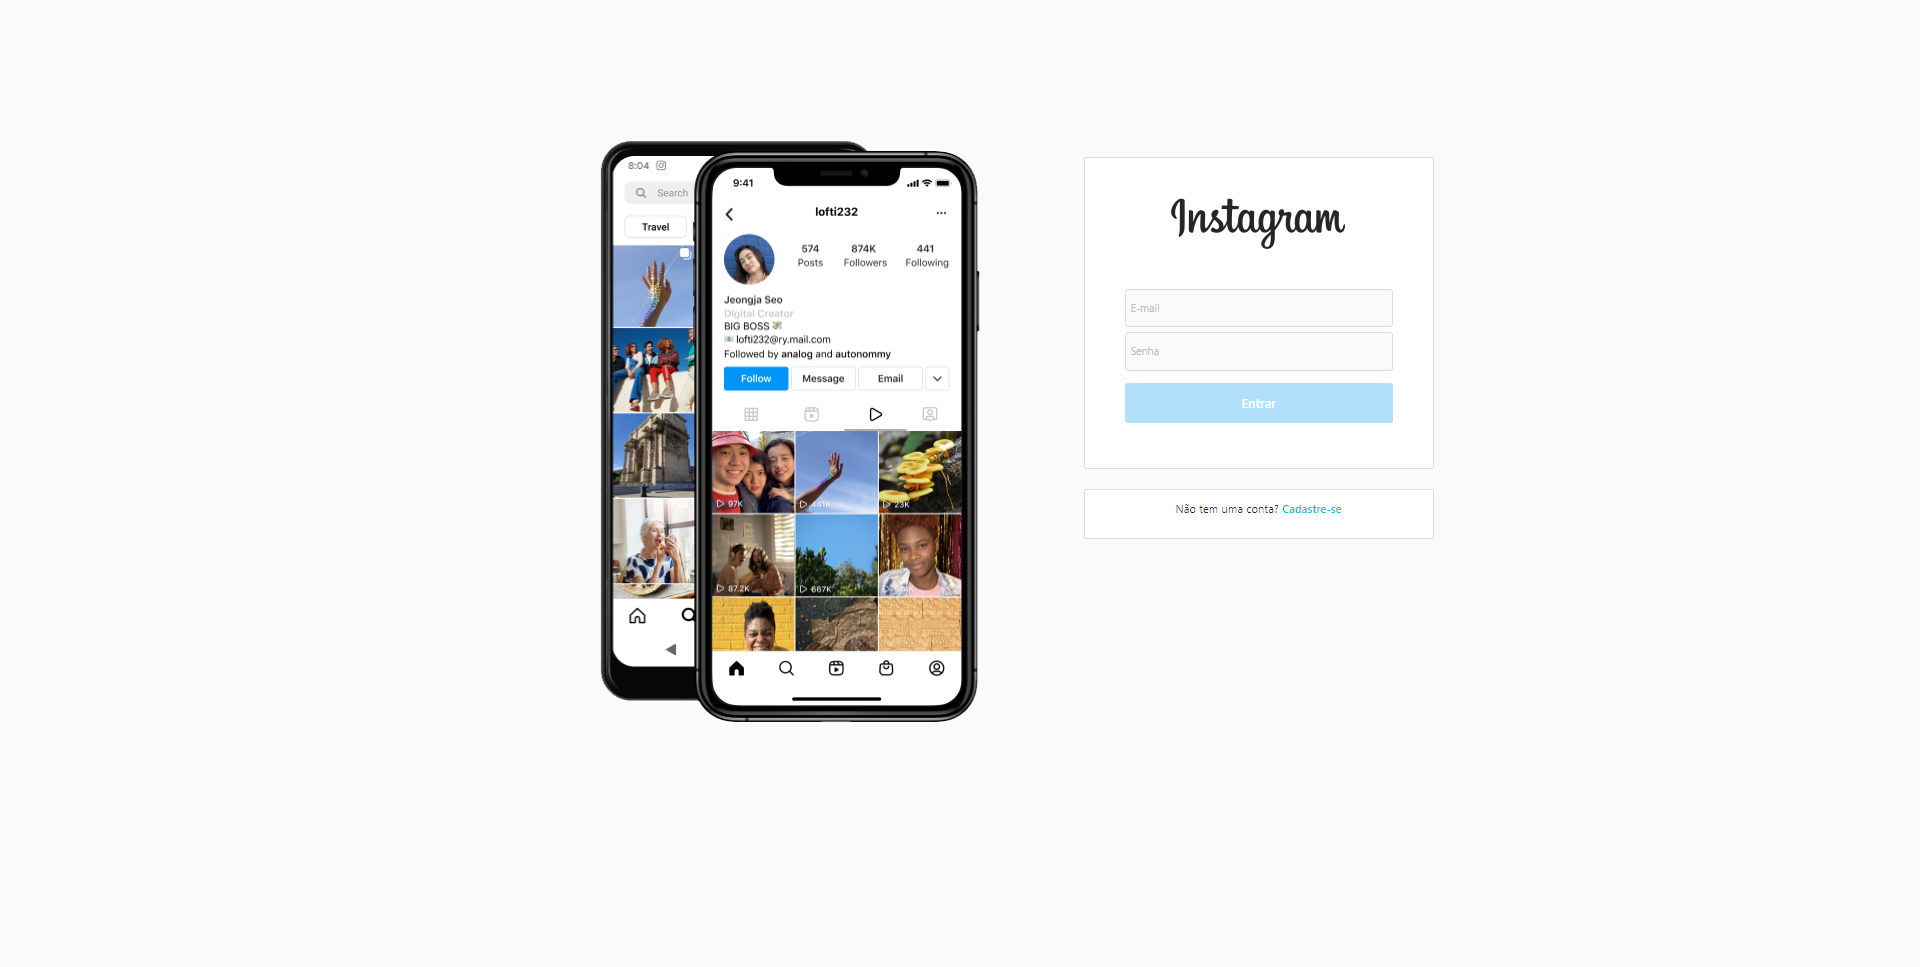 8:04
Search
Travel
9:41
lofti232
574
Posts
874K
Followers
441
Following
Jeongja Seo
Digital Creator
BIG BOSS
lofti232@ry.mail.com
Followed by analog and autonommy
Follow
Message
Email
97K
441K
23K
87.2K
667K
Instagram
E-mail
Senha
Entrar
Não tem uma conta? Cadastre-se